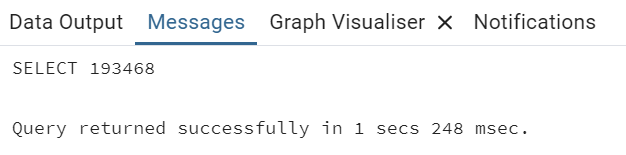 Data Output Messages Graph Visualiser × Notifications
SELECT 193468
Query returned successfully in 1 secs 248 msec.